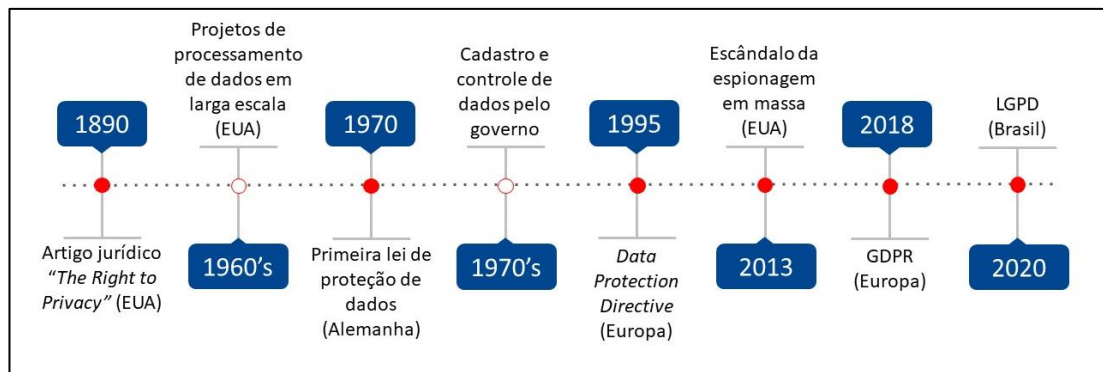 1890
Artigo jurídico
“The Right to
Privacy” (EUA)
Projetos de
processamento
de dados em
larga escala
(EUA)
1960’s
1970
Primeira lei de
proteção de
dados
(Alemanha)
Cadastro e
controle de
dados pelo
governo
1970’s
1995
Data
Protection
Directive
(Europa)
Escândalo da
espionagem
em massa
(EUA)
2013
2018
GDPR
(Europa)
LGPD
(Brasil)
2020